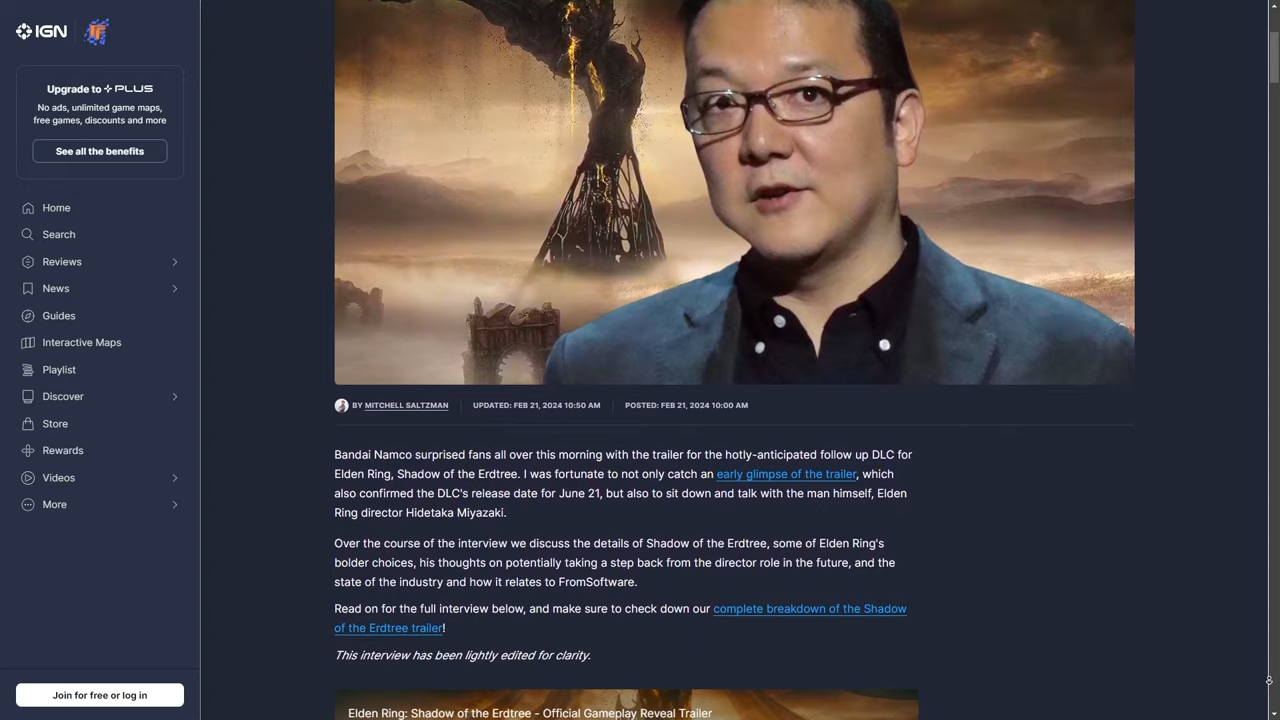 IGN
Upgrade to PLUS
No ads, unlimited game maps,
free games, discounts and more
See all the benefits
Home
Search
Reviews
News
Guides
Interactive Maps
Playlist
Discover
Store
Rewards
Videos
More
Join for free or log in
BY MITCHELL SALTZMAN
UPDATED: FEB 21, 2024 10:50 AM
POSTED: FEB 21, 2024 10:00 AM
Bandai Namco surprised fans all over this morning with the trailer for the hotly-anticipated follow up DLC for
Elden Ring, Shadow of the Erdtree. I was fortunate to not only catch an early glimpse of the trailer, which
also confirmed the DLC's release date for June 21, but also to sit down and talk with the man himself, Elden
Ring director Hidetaka Miyazaki.
Over the course of the interview we discuss the details of Shadow of the Erdtree, some of Elden Ring's
bolder choices, his thoughts on potentially taking a step back from the director role in the future, and the
state of the industry and how it relates to FromSoftware.
Read on for the full interview below, and make sure to check down our complete breakdown of the Shadow
of the Erdtree trailer!
This interview has been lightly edited for clarity.
Elden Ring: Shadow of the Erdtree - Official Gameplay Reveal Trailer